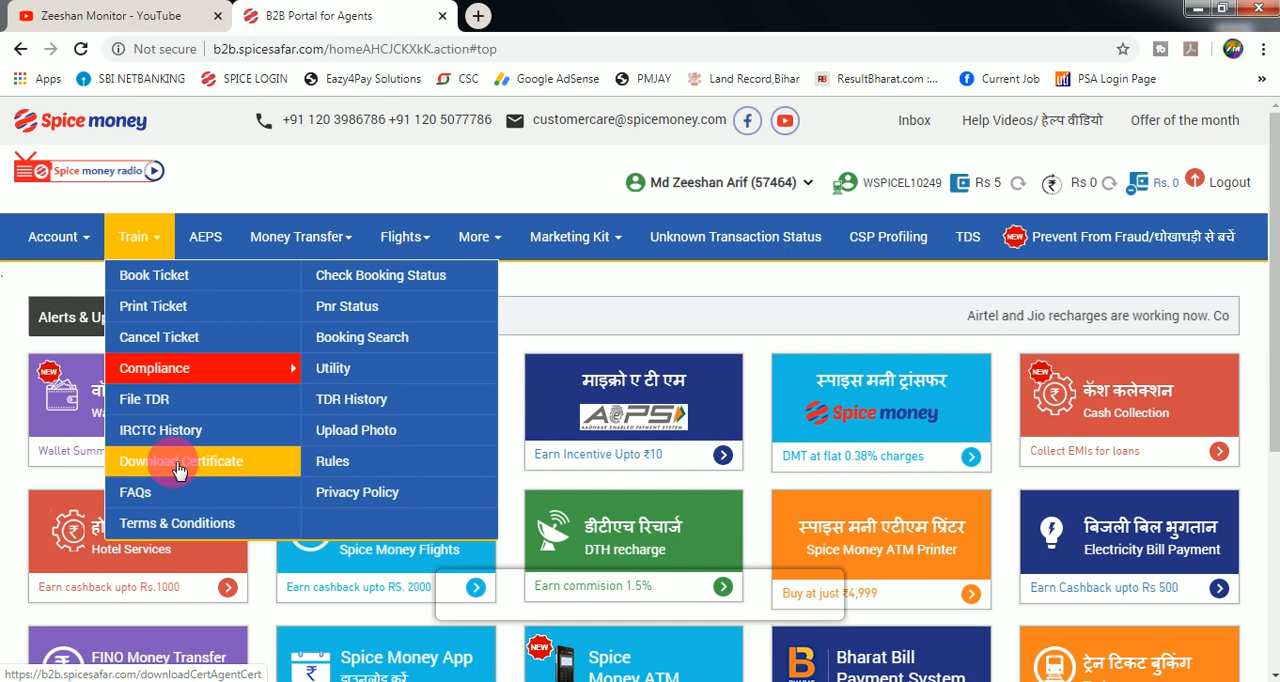 Zeeshan Monitor - YouTube
B2B Portal for Agents
Not secure b2b.spicesafar.com/homeAHCJCKXkK.action#top
Apps SBI NETBANKING SPICE LOGIN Eazy4Pay Solutions CSC Google AdSense PMJAY Land Record,Bihar ResultBharat.com :... Current Job PSA Login Page »
Spice money +91 120 3986786 +91 120 5077786 customercare@spicemoney.com Inbox Help Videos/ हेल्प वीडियो Offer of the month
Spice money radio
Md Zeeshan Arif (57464) WSPICEL10249 Rs 5 Rs 0 Rs. 0 Logout
Account Train AEPS Money Transfer Flights More Marketing Kit Unknown Transaction Status CSP Profiling TDS NEW Prevent From Fraud/धोखाधड़ी से बचें
Book Ticket Check Booking Status
Print Ticket Pnr Status
Alerts & Up Airtel and Jio recharges are working now. Co
Cancel Ticket Booking Search
Compliance Utility
File TDR TDR History
IRCTC History Upload Photo
Download Certificate Rules
FAQs Privacy Policy
Terms & Conditions
NEW
Wallet Summ
माइक्रो ए टी एम
AePS
AADHAAR ENABLED PAYMENT SYSTEM
Earn Incentive Upto ₹10
स्पाइस मनी ट्रांसफर
Spice money
DMT at flat 0.38% charges
NEW
कॅश कलेक्शन
Cash Collection
Collect EMIs for loans
Hotel Services
Earn cashback upto Rs.1000
Spice Money Flights
Earn cashback upto RS. 2000
डीटीएच रिचार्ज
DTH recharge
Earn commision 1.5%
स्पाइस मनी एटीएम प्रिंटर
Spice Money ATM Printer
Buy at just ₹4,999
बिजली बिल भुगतान
Electricity Bill Payment
Earn Cashback upto Rs 500
FINO Money Transfer
Spice Money App
डाउनलोड करें
NEW
Spice
Money ATM
BHARAT
Bharat Bill
Payment System
ट्रेन टिकट बुकिंग
https://b2b.spicesafar.com/downloadCertAgentCert